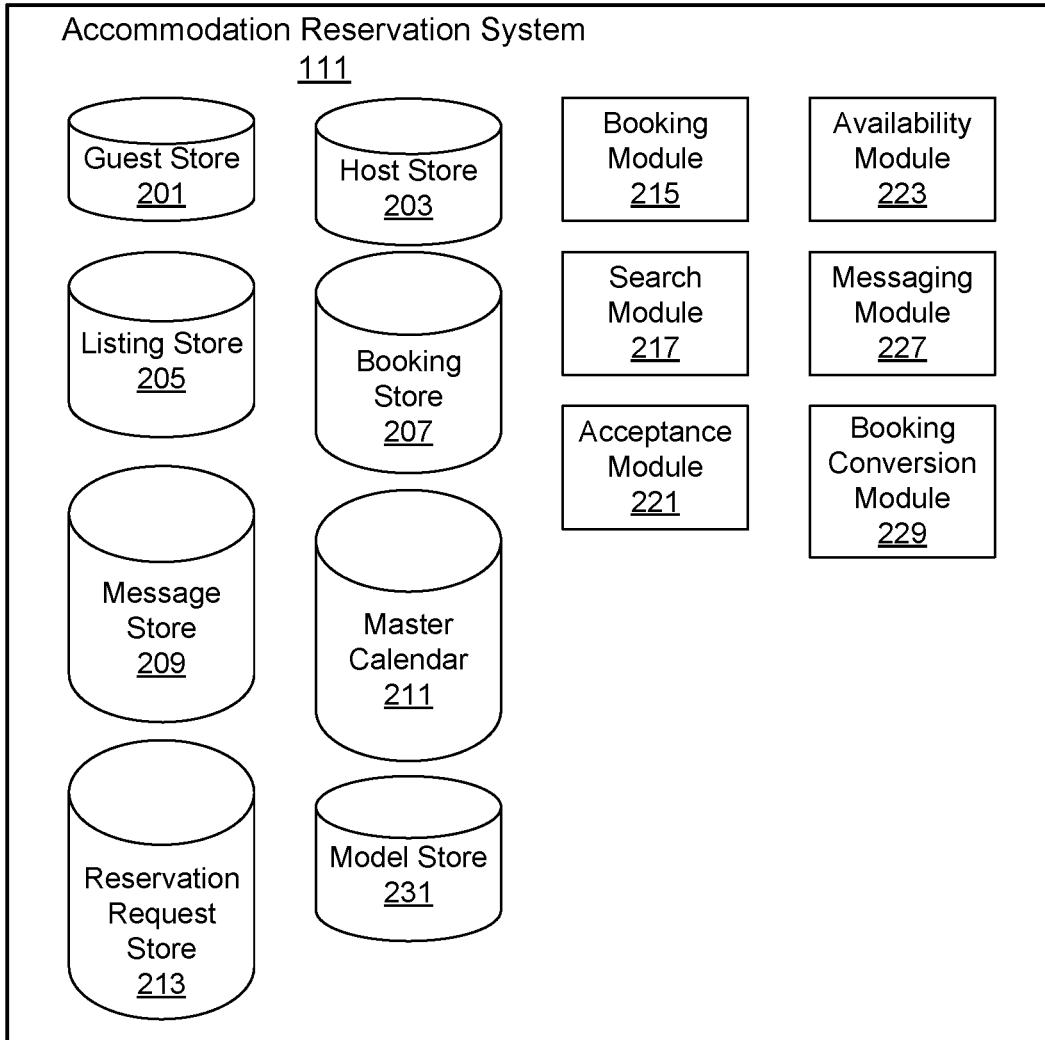 Accommodation Reservation System
111
Guest Store
201
Host Store
203
Booking
Module
215
Availability
Module
223
Listing Store
205
Booking
Store
207
Search
Module
217
Messaging
Module
227
Acceptance
Module
221
Booking
Conversion
Module
229
Message
Store
209
Master
Calendar
211
Reservation
Request
Store
213
Model Store
231